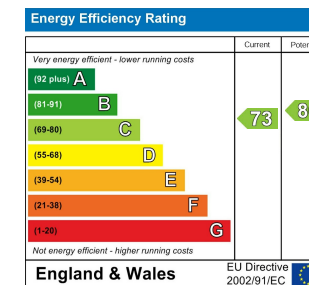 Energy Efficiency Rating
Current
Very energy efficient - lower running costs
(92 plus) A
(81-91) B
(69-80) C
(55-68) D
(39-54) E
(21-38) F
(1-20) G
73
Not energy efficient - higher running costs
England & Wales
EU Directive
2002/91/EC